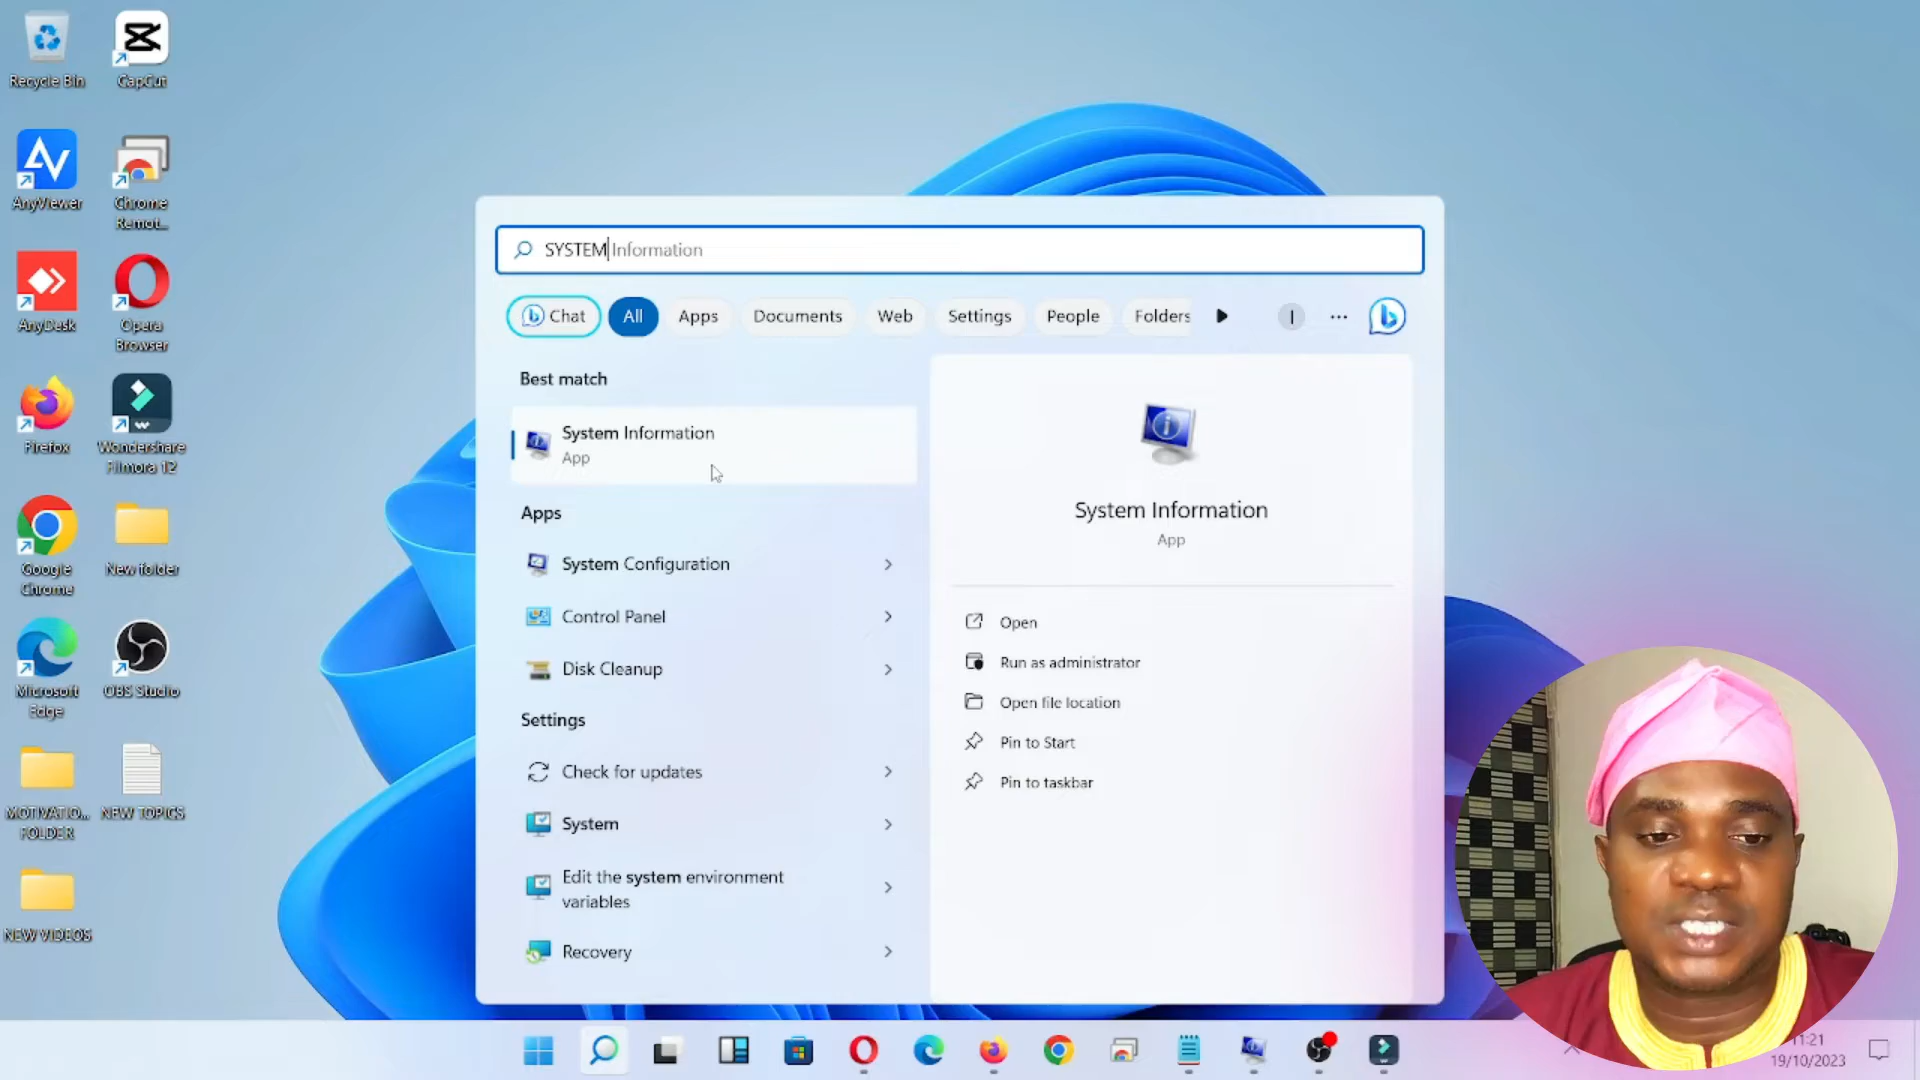 Recycle Bin
CapCut
AnyViewer
Chrome
Remot...
AnyDesk
Opera
Browser
Firefox
Wondershare
Filmora 12
Google
Chrome
New folder
Microsoft
Edge
OBS Studio
MOTIVATIO...
FOLDER
NEW TOPICS
NEW VIDEOS
SYSTEM Information
Chat
All
Apps
Documents
Web
Settings
People
Folders
I
...
Best match
System Information
App
Apps
System Configuration
Control Panel
Disk Cleanup
Settings
Check for updates
System
Edit the system environment
variables
Recovery
System Information
App
Open
Run as administrator
Open file location
Pin to Start
Pin to taskbar
11:21
19/10/2023